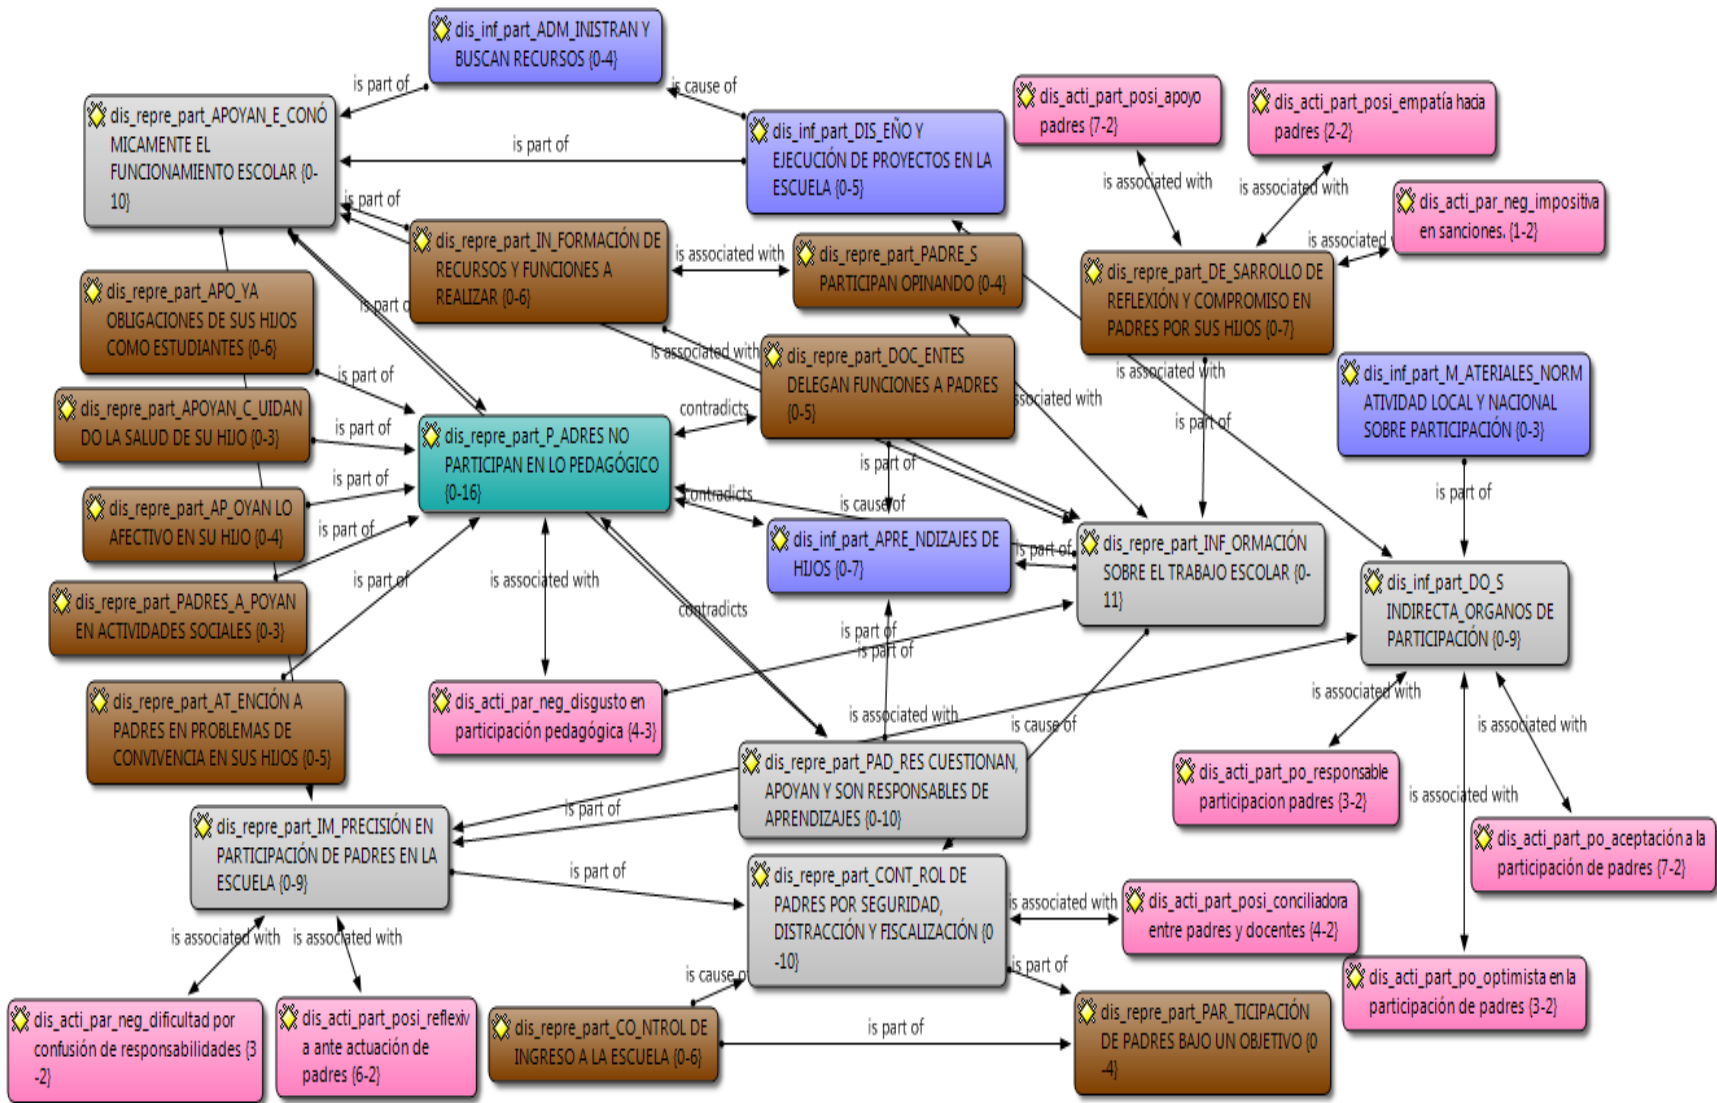 dis_inf_part_ADM_INISTRAN Y
BUSCAN RECURSOS {0-4}
is part of
is cause of
dis_repre_part_APOYAN_E_CONÓ
MICAMENTE EL
FUNCIONAMIENTO ESCOLAR {0-
10}
dis_inf_part_DIS_EÑO Y
EJECUCIÓN DE PROYECTOS EN LA
ESCUELA {0-5}
is part of
dis_acti_part_posi_apoyo
padres {7-2}
dis_acti_part_posi_empatía hacia
padres {2-2}
is associated with
is associated with
dis_acti_par_neg_impositiva
en sanciones. {1-2}
is associated
is part of
dis_repre_part_IN_FORMACIÓN DE
RECURSOS Y FUNCIONES A
REALIZAR {0-6}
is associated with
dis_repre_part_PADRE_S
PARTICIPAN OPINANDO {0-4}
dis_repre_part_DE_SARROLLO DE
REFLEXIÓN Y COMPROMISO EN
PADRES POR SUS HIJOS {0-7}
dis_repre_part_APO_YA
OBLIGACIONES DE SUS HIJOS
COMO ESTUDIANTES {0-6}
is part o
is associated with
dis_repre_part_DOC_ENTES
DELEGAN FUNCIONES A PADRES
{0-5}
is associated with
dis_inf_part_M_ATERIALES_NORM
ATIVIDAD LOCAL Y NACIONAL
SOBRE PARTICIPACIÓN {0-3}
is part of
dis_repre_part_APOYAN_C_UIDAN
DO LA SALUD DE SU HIJO {0-3}
is part of
contradicts
ssociated with
is part of
dis_repre_part_P_ADRES NO
PARTICIPAN EN LO PEDAGÓGICO
{0-16}
is part of
is part of
is part of
dis_repre_part_AP_OYAN LO
AFECTIVO EN SU HIJO {0-4}
is part of
contradicts
is cause of
dis_inf_part_APRE_NDIZAJES DE
HIJOS {0-7}
is part of
dis_repre_part_INF_ORMACIÓN
SOBRE EL TRABAJO ESCOLAR {0-
11}
dis_inf_part_DO_S
INDIRECTA_ORGANOS DE
PARTICIPACIÓN {0-9}
dis_repre_part_PADRES_A_POYAN
EN ACTIVIDADES SOCIALES {0-3}
is part of
is associated with
contradicts
is part of
is part of
dis_repre_part_AT_ENCIÓN A
PADRES EN PROBLEMAS DE
CONVIVENCIA EN SUS HIJOS {0-5}
dis_acti_par_neg_disgusto en
participación pedagógica {4-3}
is associated with
is cause of
is associated with
is associated with
dis_repre_part_PAD_RES CUESTIONAN,
APOYAN Y SON RESPONSABLES DE
APRENDIZAJES {0-10}
dis_acti_part_po_responsable
participacion padres {3-2}
is associated with
dis_repre_part_IM_PRECISIÓN EN
PARTICIPACIÓN DE PADRES EN LA
ESCUELA {0-9}
is part of
is part of
dis_acti_part_po_aceptación a la
participación de padres {7-2}
dis_repre_part_CONT_ROL DE
PADRES POR SEGURIDAD,
DISTRACCIÓN Y FISCALIZACIÓN {0
-10}
is associated with
dis_acti_part_posi_conciliadora
entre padres y docentes {4-2}
is associated with
is associated with
is cause of
is part of
dis_acti_part_po_optimista en la
participación de padres {3-2}
dis_acti_par_neg_dificultad por
confusión de responsabilidades {3
-2}
dis_acti_part_posi_reflexiv
a ante actuación de
padres {6-2}
dis_repre_part_CO_NTROL DE
INGRESO A LA ESCUELA {0-6}
is part of
dis_repre_part_PAR_TICIPACIÓN
DE PADRES BAJO UN OBJETIVO {0
-4}